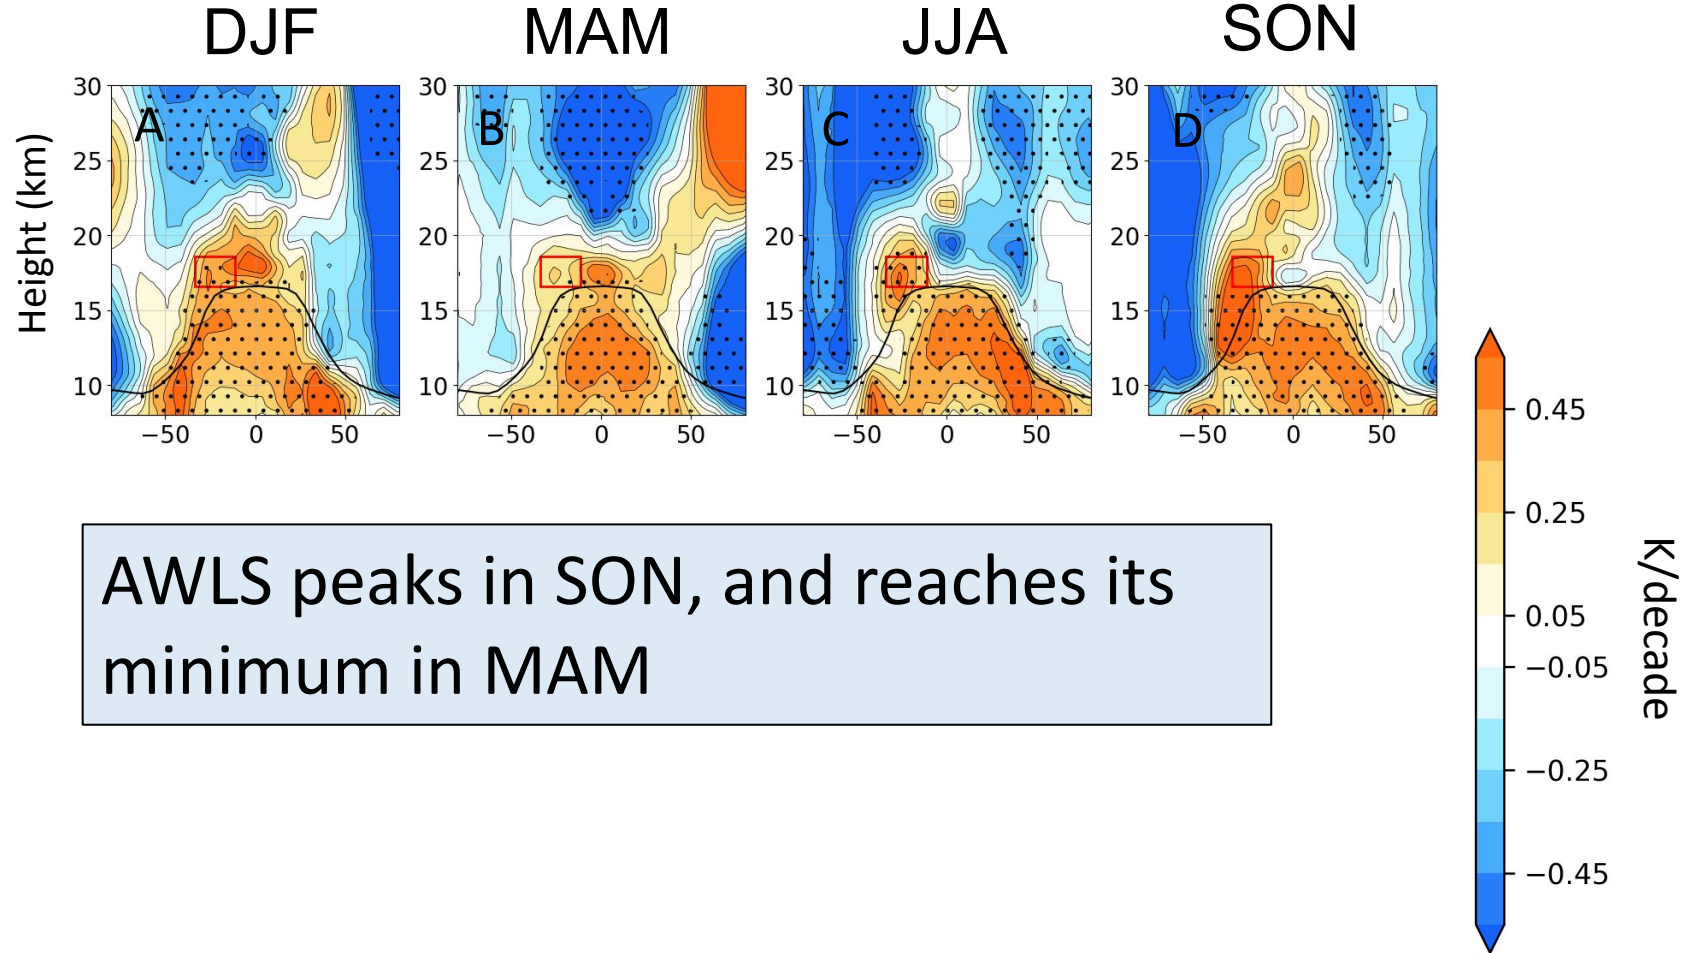 DJF MAM JJA SON
Height (km)
30 25 20 15 10
A
−50 0 50
30 25 20 15 10
B
−50 0 50
30 25 20 15 10
C
−50 0 50
30 25 20 15 10
D
−50 0 50
0.45
0.25
0.05
−0.05
−0.25
−0.45
K/decade
AWLS peaks in SON, and reaches its
minimum in MAM